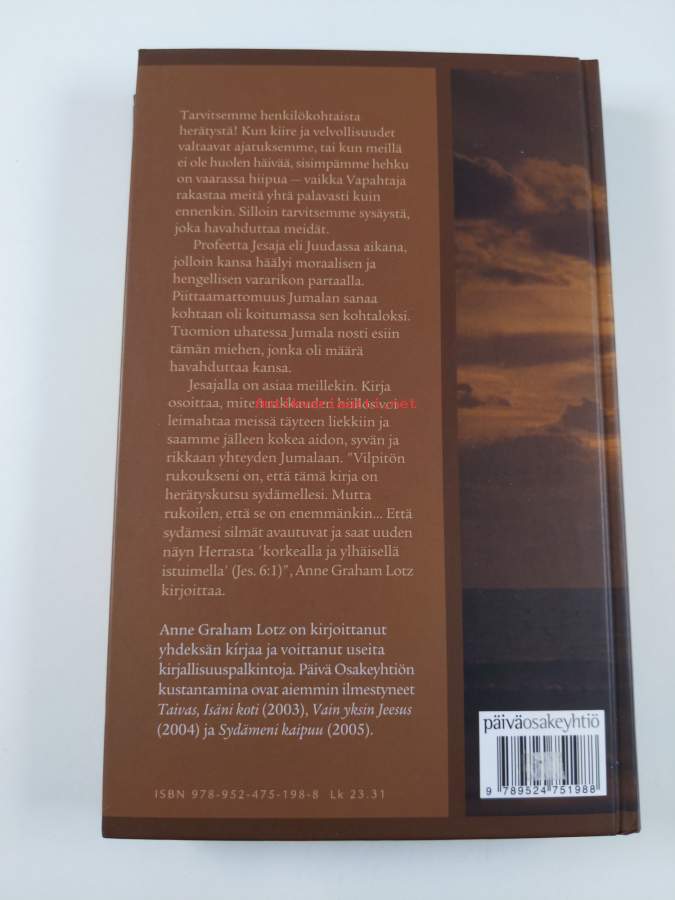 Tarvitsemme henkilökohtaista
herätystä! Kun kiire ja velvollisuudet
valtaavat ajatuksemme, tai kun meillä
ei ole huolen häivää, sisimpämme hehku
on vaarassa hiipua – vaikka Vapahtaja
rakastaa meitä yhtä palavasti kuin
ennenkin. Silloin tarvitsemme sysäystä,
joka havahduttaa meidät.
Profeetta Jesaja eli Juudassa aikana,
jolloin kansa häälyi moraalisen ja
hengellisen vararikon partaalla.
Piittaamattomuus Jumalan sanaa
kohtaan oli koitumassa sen kohtaloksi.
Tuomion uhatessa Jumala nosti esiin
tämän miehen, jonka oli määrä
havahduttaa kansa.
Jesajalla on asiaa meillekin. Kirja
osoittaa, miten rakkauden hiillos voi
leimahtaa meissä täyteen liekkiin ja
saamme jälleen kokea aidon, syvän ja
rikkaan yhteyden Jumalaan. "Vilpitön
rukoukseni on, että tämä kirja on
herätyskutsu sydämellesi. Mutta
rukoilen, että se on enemmänkin... Että
sydämesi silmät avautuvat ja saat uuden
näyn Herrasta 'korkealla ja ylhäisellä
istuimella' (Jes. 6:1)", Anne Graham Lotz
kirjoittaa.
Antikvariaatti.net
Anne Graham Lotz on kirjoittanut
yhdeksän kirjaa ja voittanut useita
kirjallisuuspalkintoja. Päivä Osakeyhtiön
kustantamina ovat aiemmin ilmestyneet
Taivas, Isäni koti (2003), Vain yksin Jeesus
(2004) ja Sydämeni kaipuu (2005).
ISBN 978-952-475-198-8 Lk 23.31
päiväosakeyhtiö
9 789524 751988